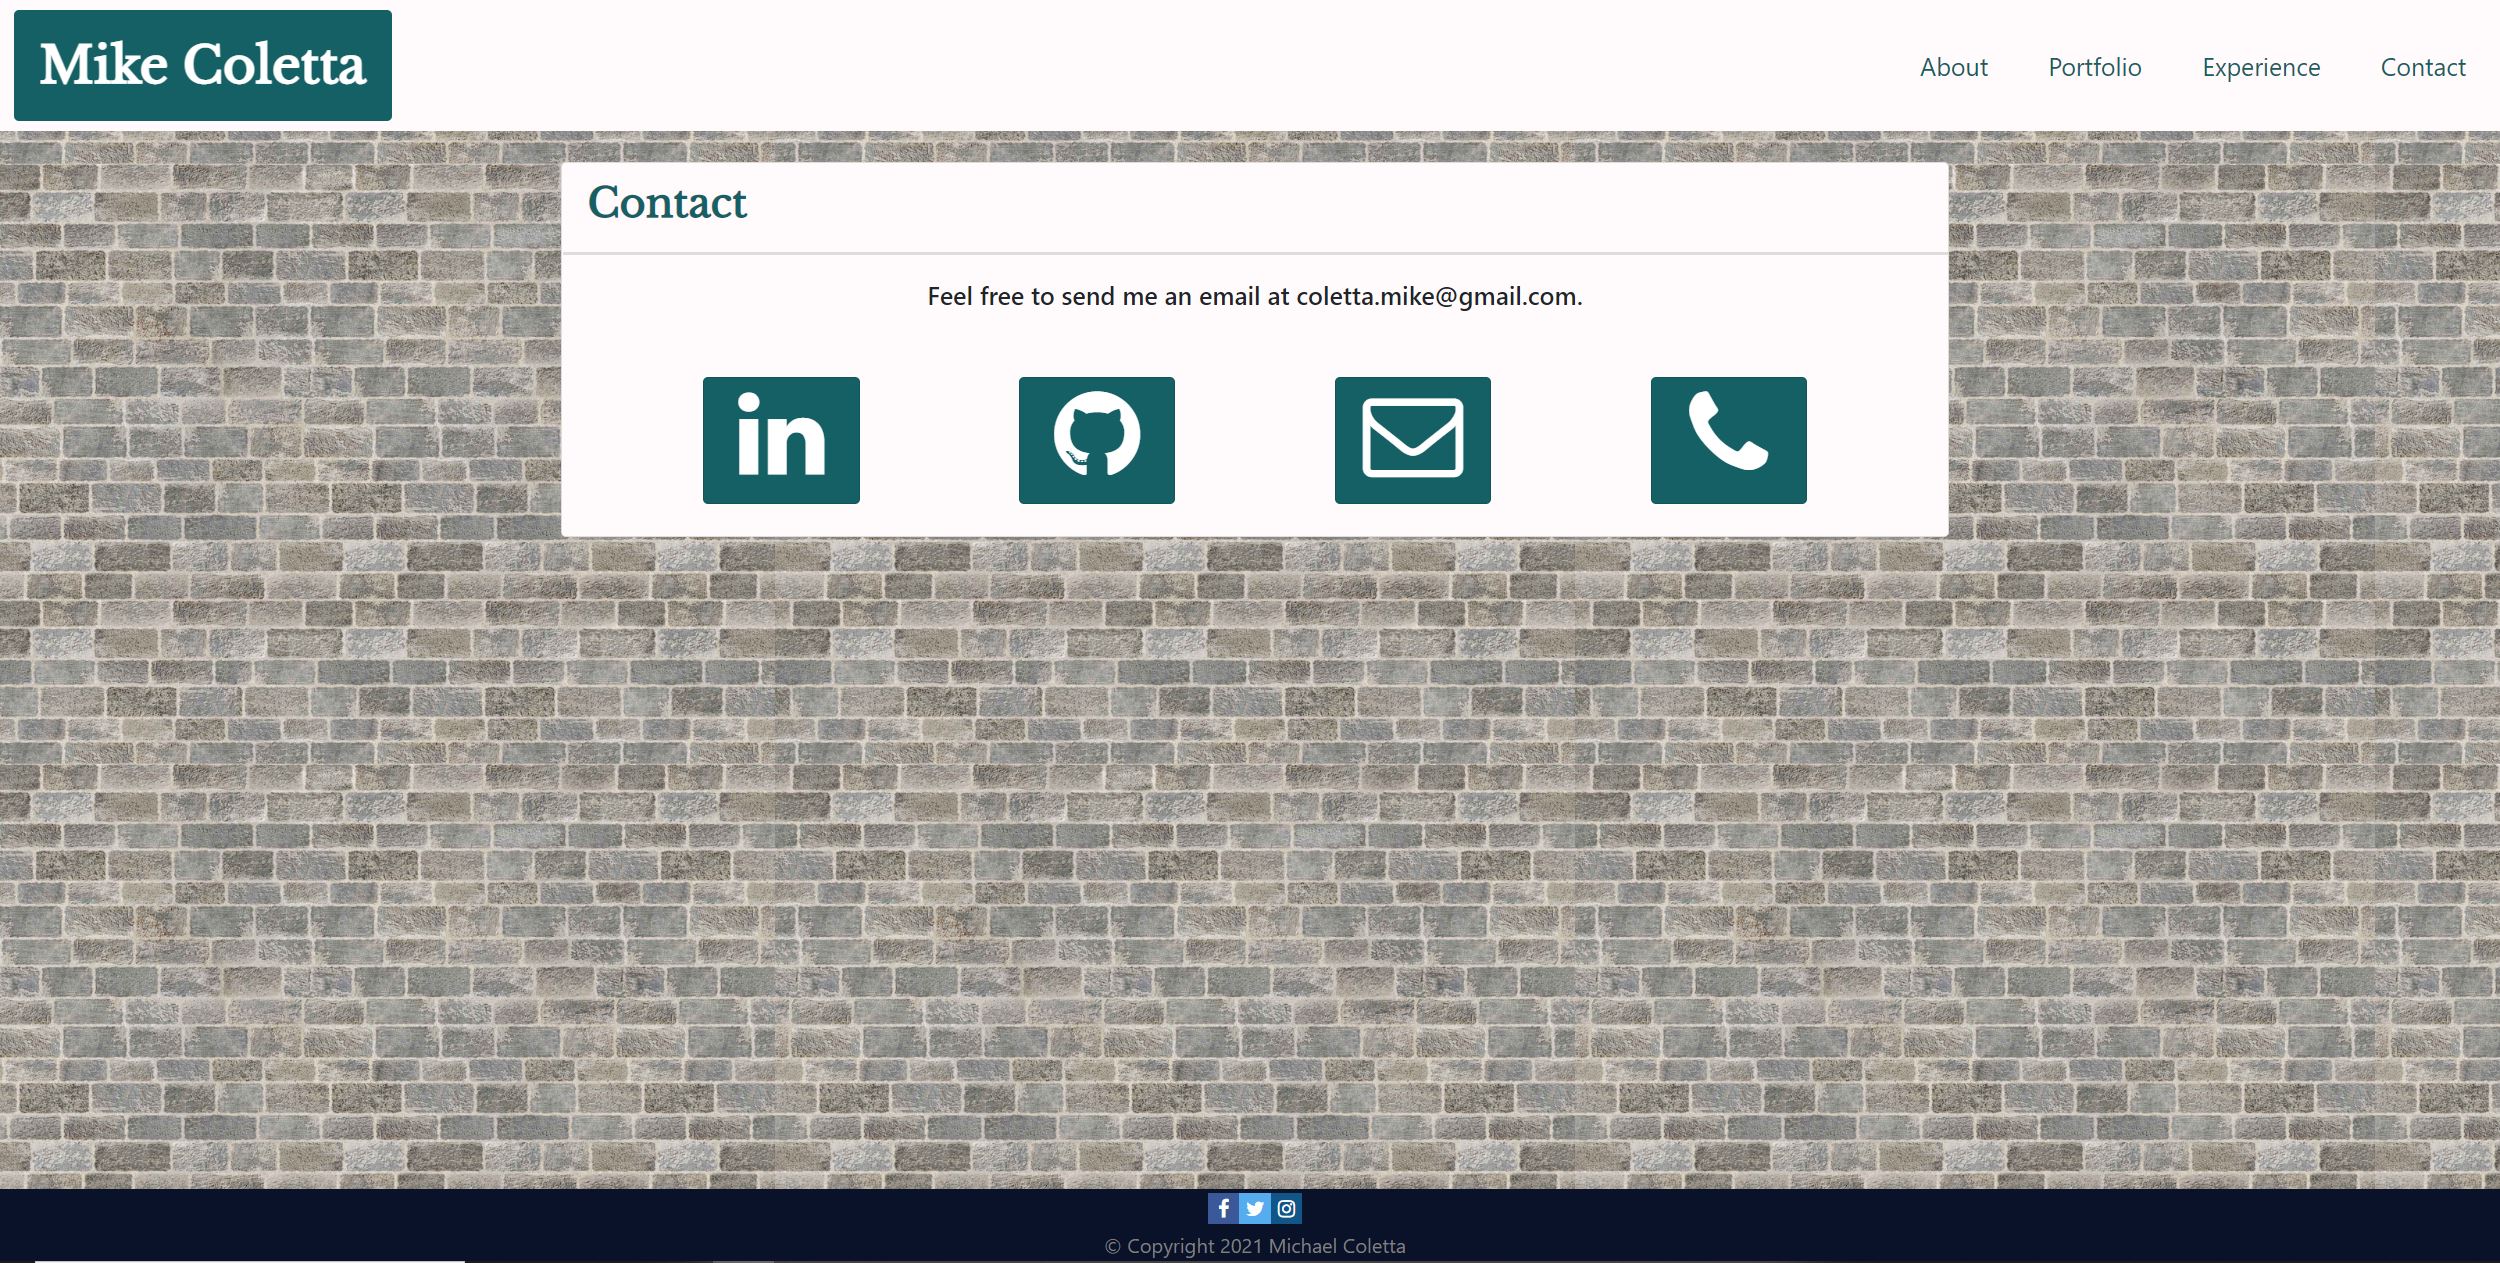 Mike Coletta
About Portfolio Experience Contact
Contact
Feel free to send me an email at coletta.mike@gmail.com.
in
© Copyright 2021 Michael Coletta